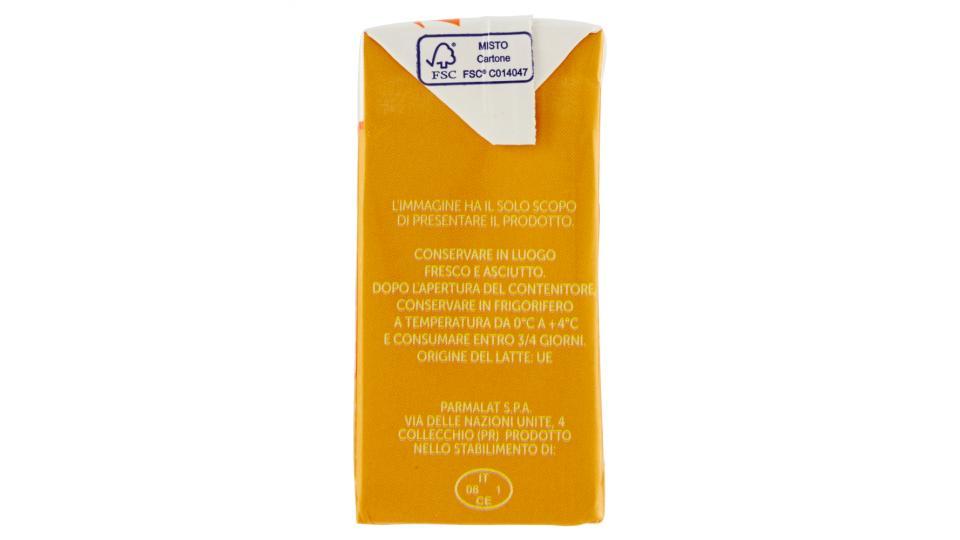 MISTO
Cartone
FSC
FSC® C014047
L'IMMAGINE HA IL SOLO SCOPO
DI PRESENTARE IL PRODOTTO.
CONSERVARE IN LUOGO
FRESCO E ASCIUTTO.
DOPO L'APERTURA DEL CONTENITORE,
CONSERVARE IN FRIGORIFERO
A TEMPERATURA DA 0°C A +4°C
E CONSUMARE ENTRO 3/4 GIORNI.
ORIGINE DEL LATTE: UE
PARMALAT S.P.A.
VIA DELLE NAZIONI UNITE, 4
COLLECCHIO (PR) PRODOTTO
NELLO STABILIMENTO DI:
IT
08 1
CE